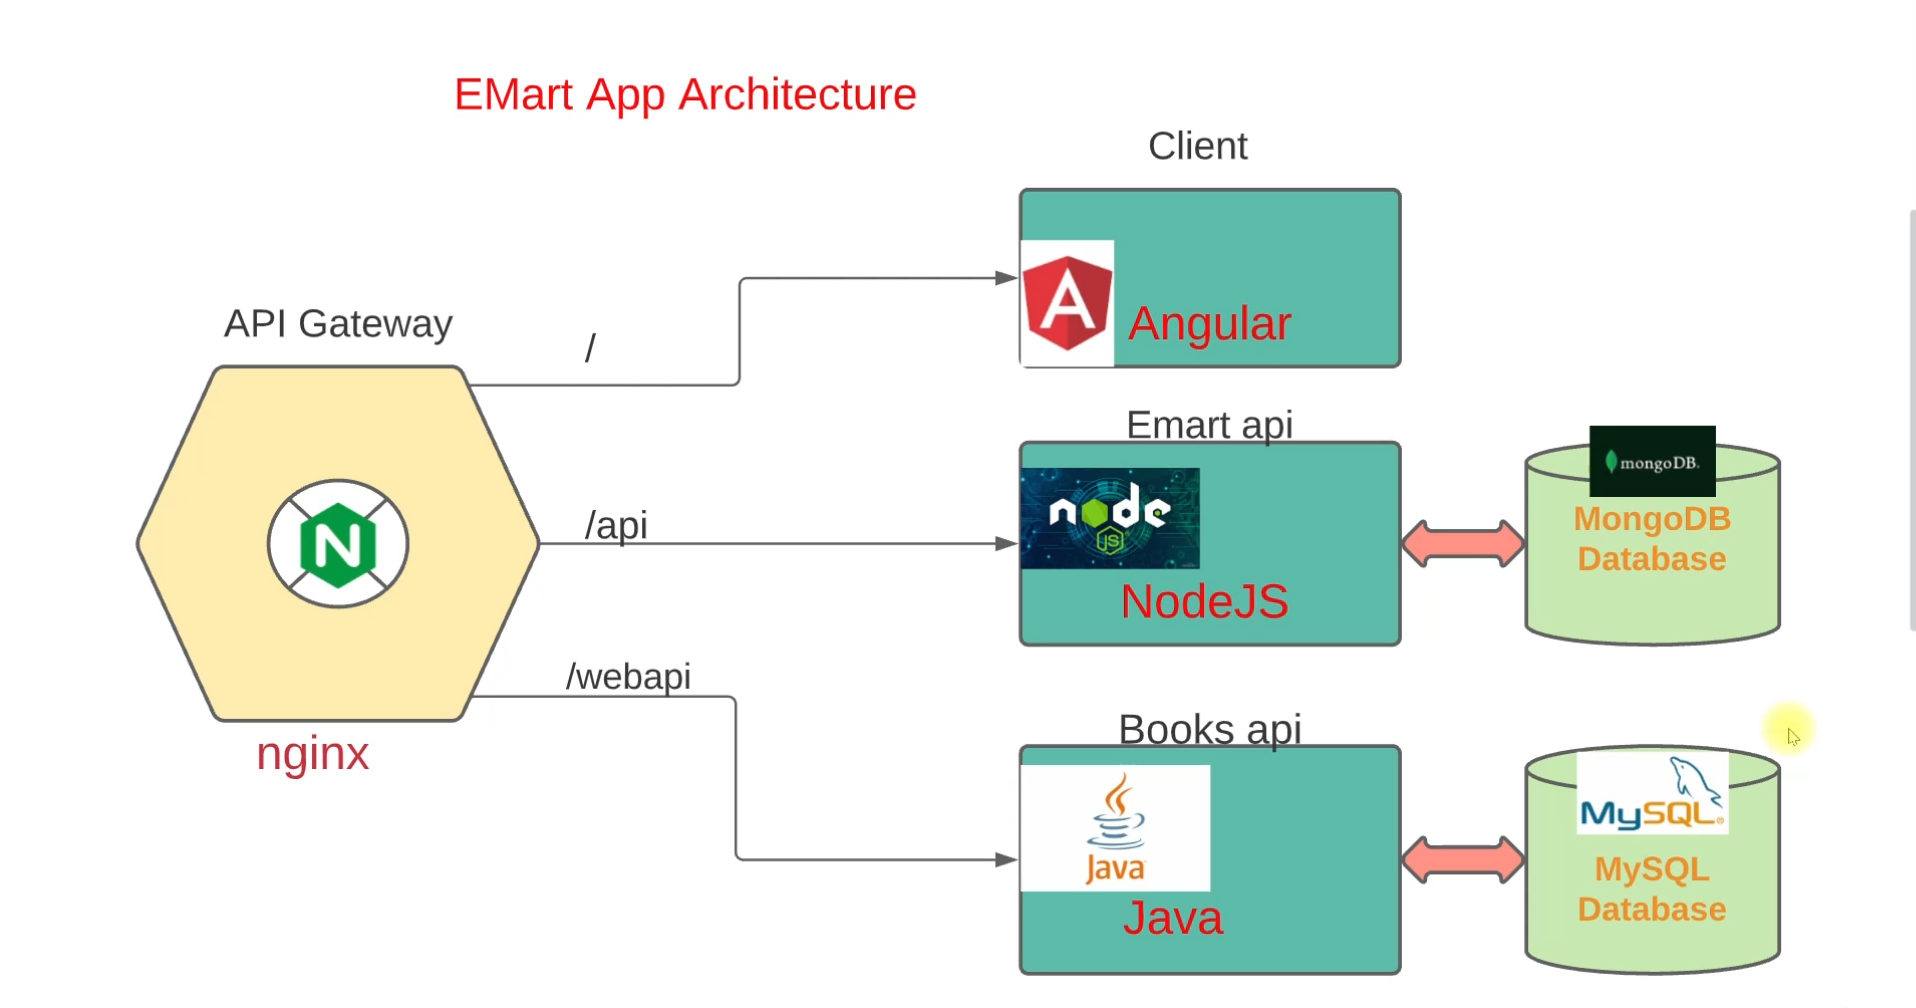 EMart App Architecture
Client
Angular
API Gateway
/
Emart api
node
JS
NodeJS
mongoDB.
MongoDB
Database
/api
N
/webapi
nginx
Books api
Java
Java
MySQL®
MySQL
Database